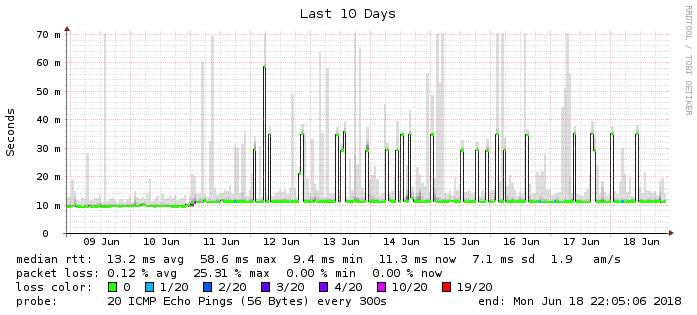 Last 10 Days
RRDTOOL / TOBI OETIKER
Seconds
70 m
60 m
50 m
40 m
30 m
20 m
10 m
0
09 Jun 10 Jun 11 Jun 12 Jun 13 Jun 14 Jun 15 Jun 16 Jun 17 Jun 18 Jun
median rtt: 13.2 ms avg 58.6 ms max 9.4 ms min 11.3 ms now 7.1 ms sd 1.9 am/s
packet loss: 0.12 % avg 25.31 % max 0.00 % min 0.00 % now
loss color: 0 1/20 2/20 3/20 4/20 10/20 19/20
probe: 20 ICMP Echo Pings (56 Bytes) every 300s end: Mon Jun 18 22:05:06 2018